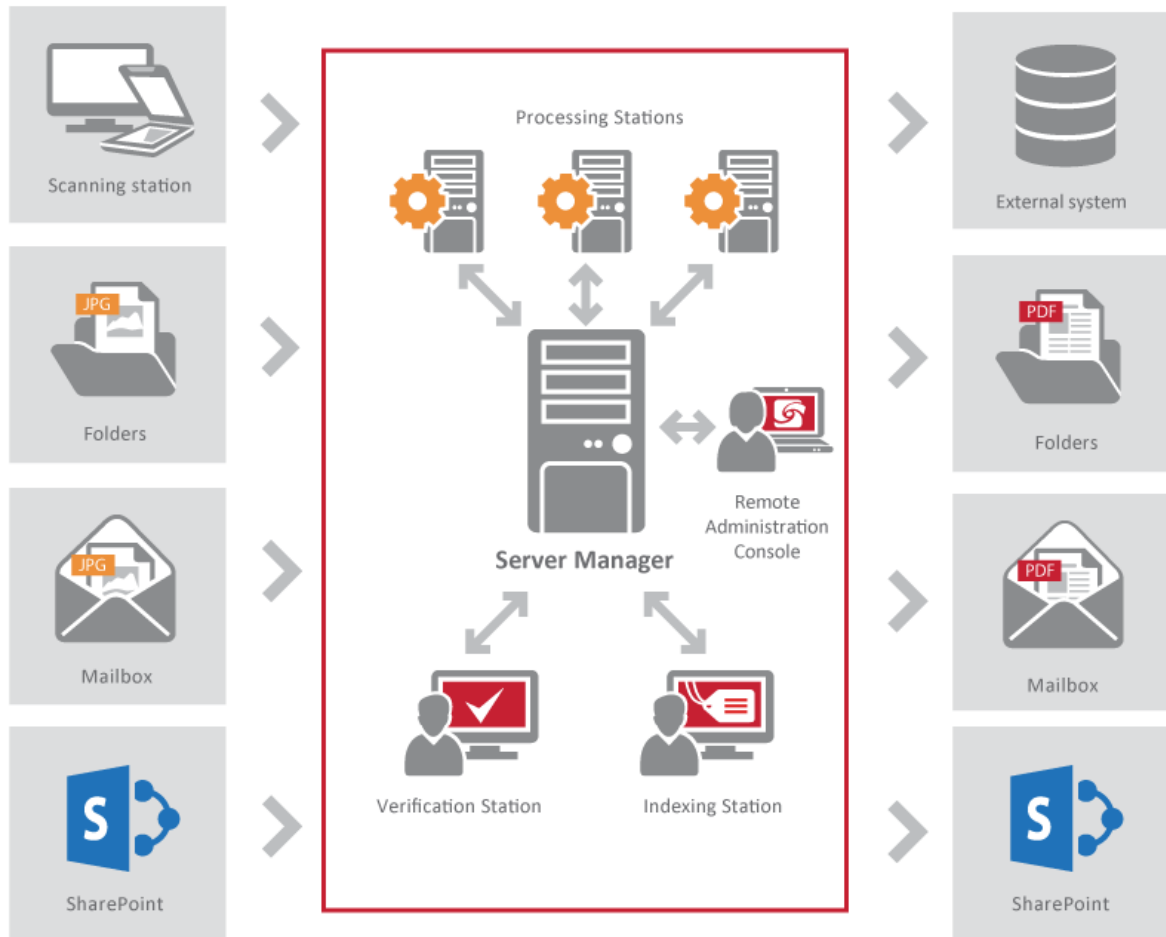 Scanning station
JPG
Folders
JPG
Mailbox
S
SharePoint
Processing Stations
Server Manager
Remote
Administration
Console
Verification Station
Indexing Station
External system
PDF
Folders
PDF
Mailbox
S
SharePoint